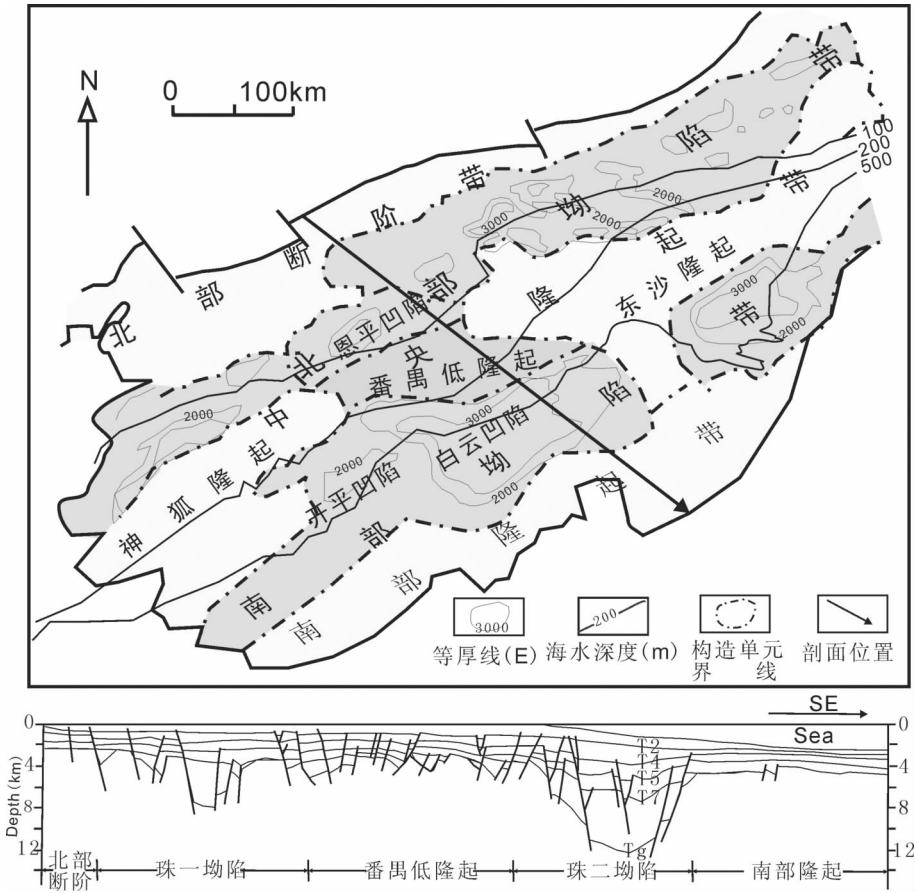 N
0 100km
北部断阶带
北部坳陷带
100
200
500
3000
2000
2000
中央隆起带
东沙隆起
3000
2000
恩平凹陷
番禺低隆起
2000
神狐隆起
3000
白云凹陷
2000
开平凹陷
2000
南部坳陷带
南部隆起带
3000
200
等厚线(E) 海水深度(m) 构造单元界线 剖面位置
SE
Sea
0 4 8 12
Depth(km)
0 4 8 12
T2
T4
T5
T7
Tg
北部断阶 珠一坳陷 番禺低隆起 珠二坳陷 南部隆起